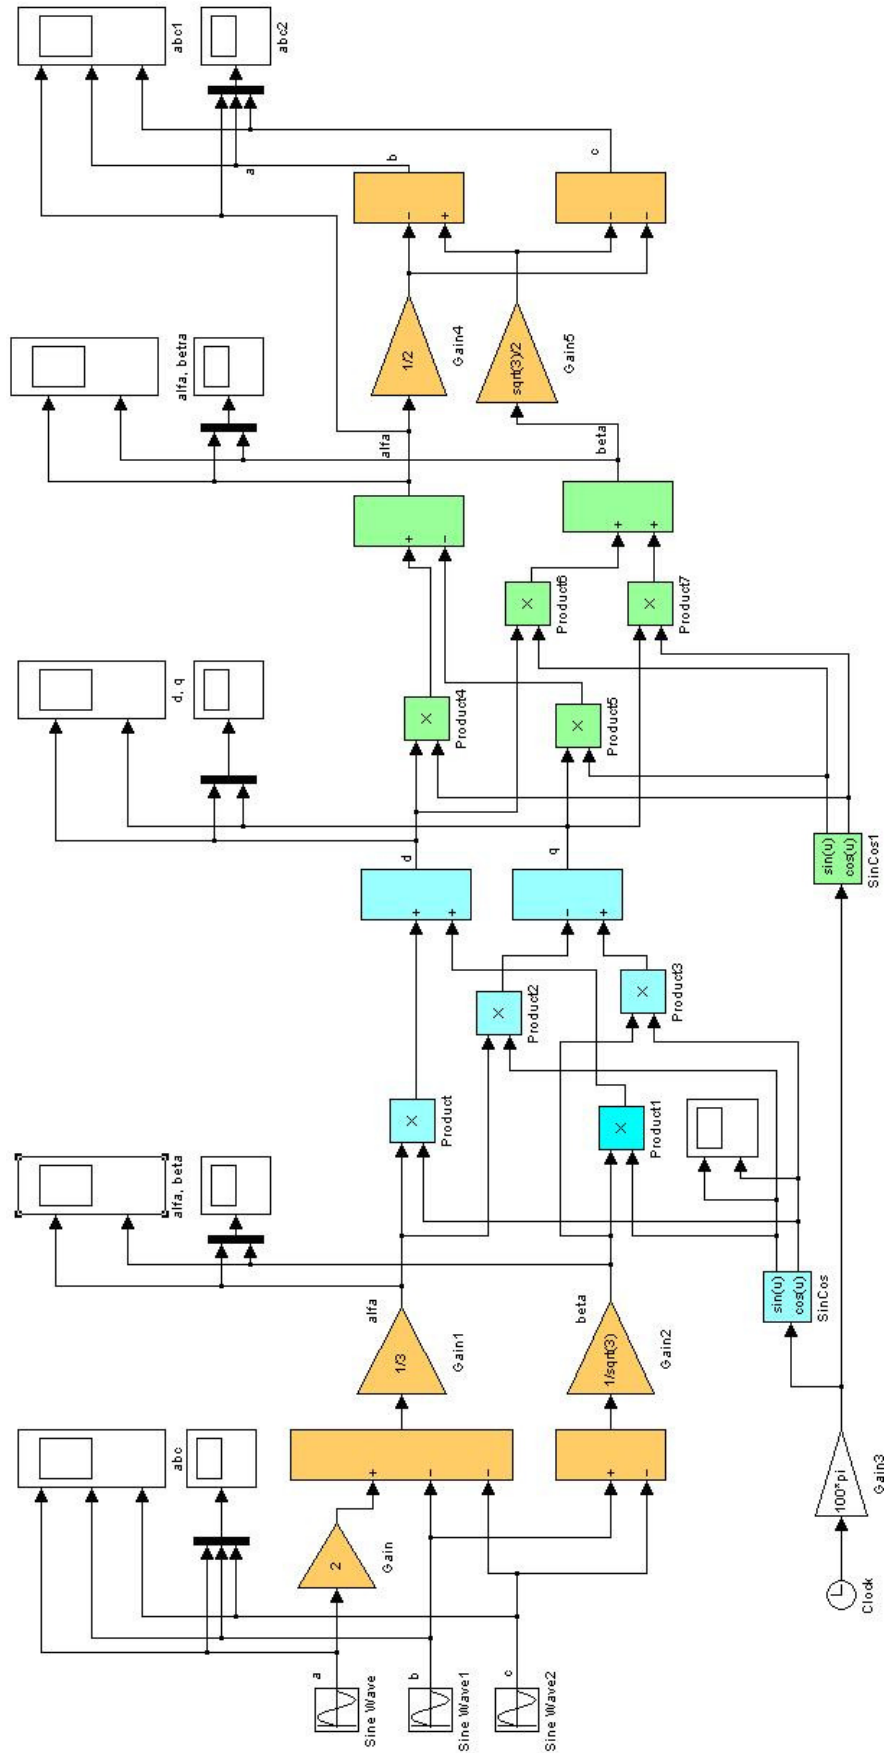 abc
abc1
abc2
alfa, beta
d, q
alfa, betra
a
Sine Wave
b
Sine Wave1
c
Sine Wave2
2
Gain
+
-
-
+
-
1/3
Gain1
alfa
1/sqrt(3)
Gain2
beta
Clock
100*pi
Gain3
sin(u)
cos(u)
SinCos
×
Product
×
Product1
×
Product2
×
Product3
+
+
d
-
+
q
sin(u)
cos(u)
SinCos1
×
Product4
×
Product5
×
Product6
×
Product7
+
-
alfa
+
+
beta
1/2
Gain4
sqrt(3)/2
Gain5
-
+
b
-
-
c
a